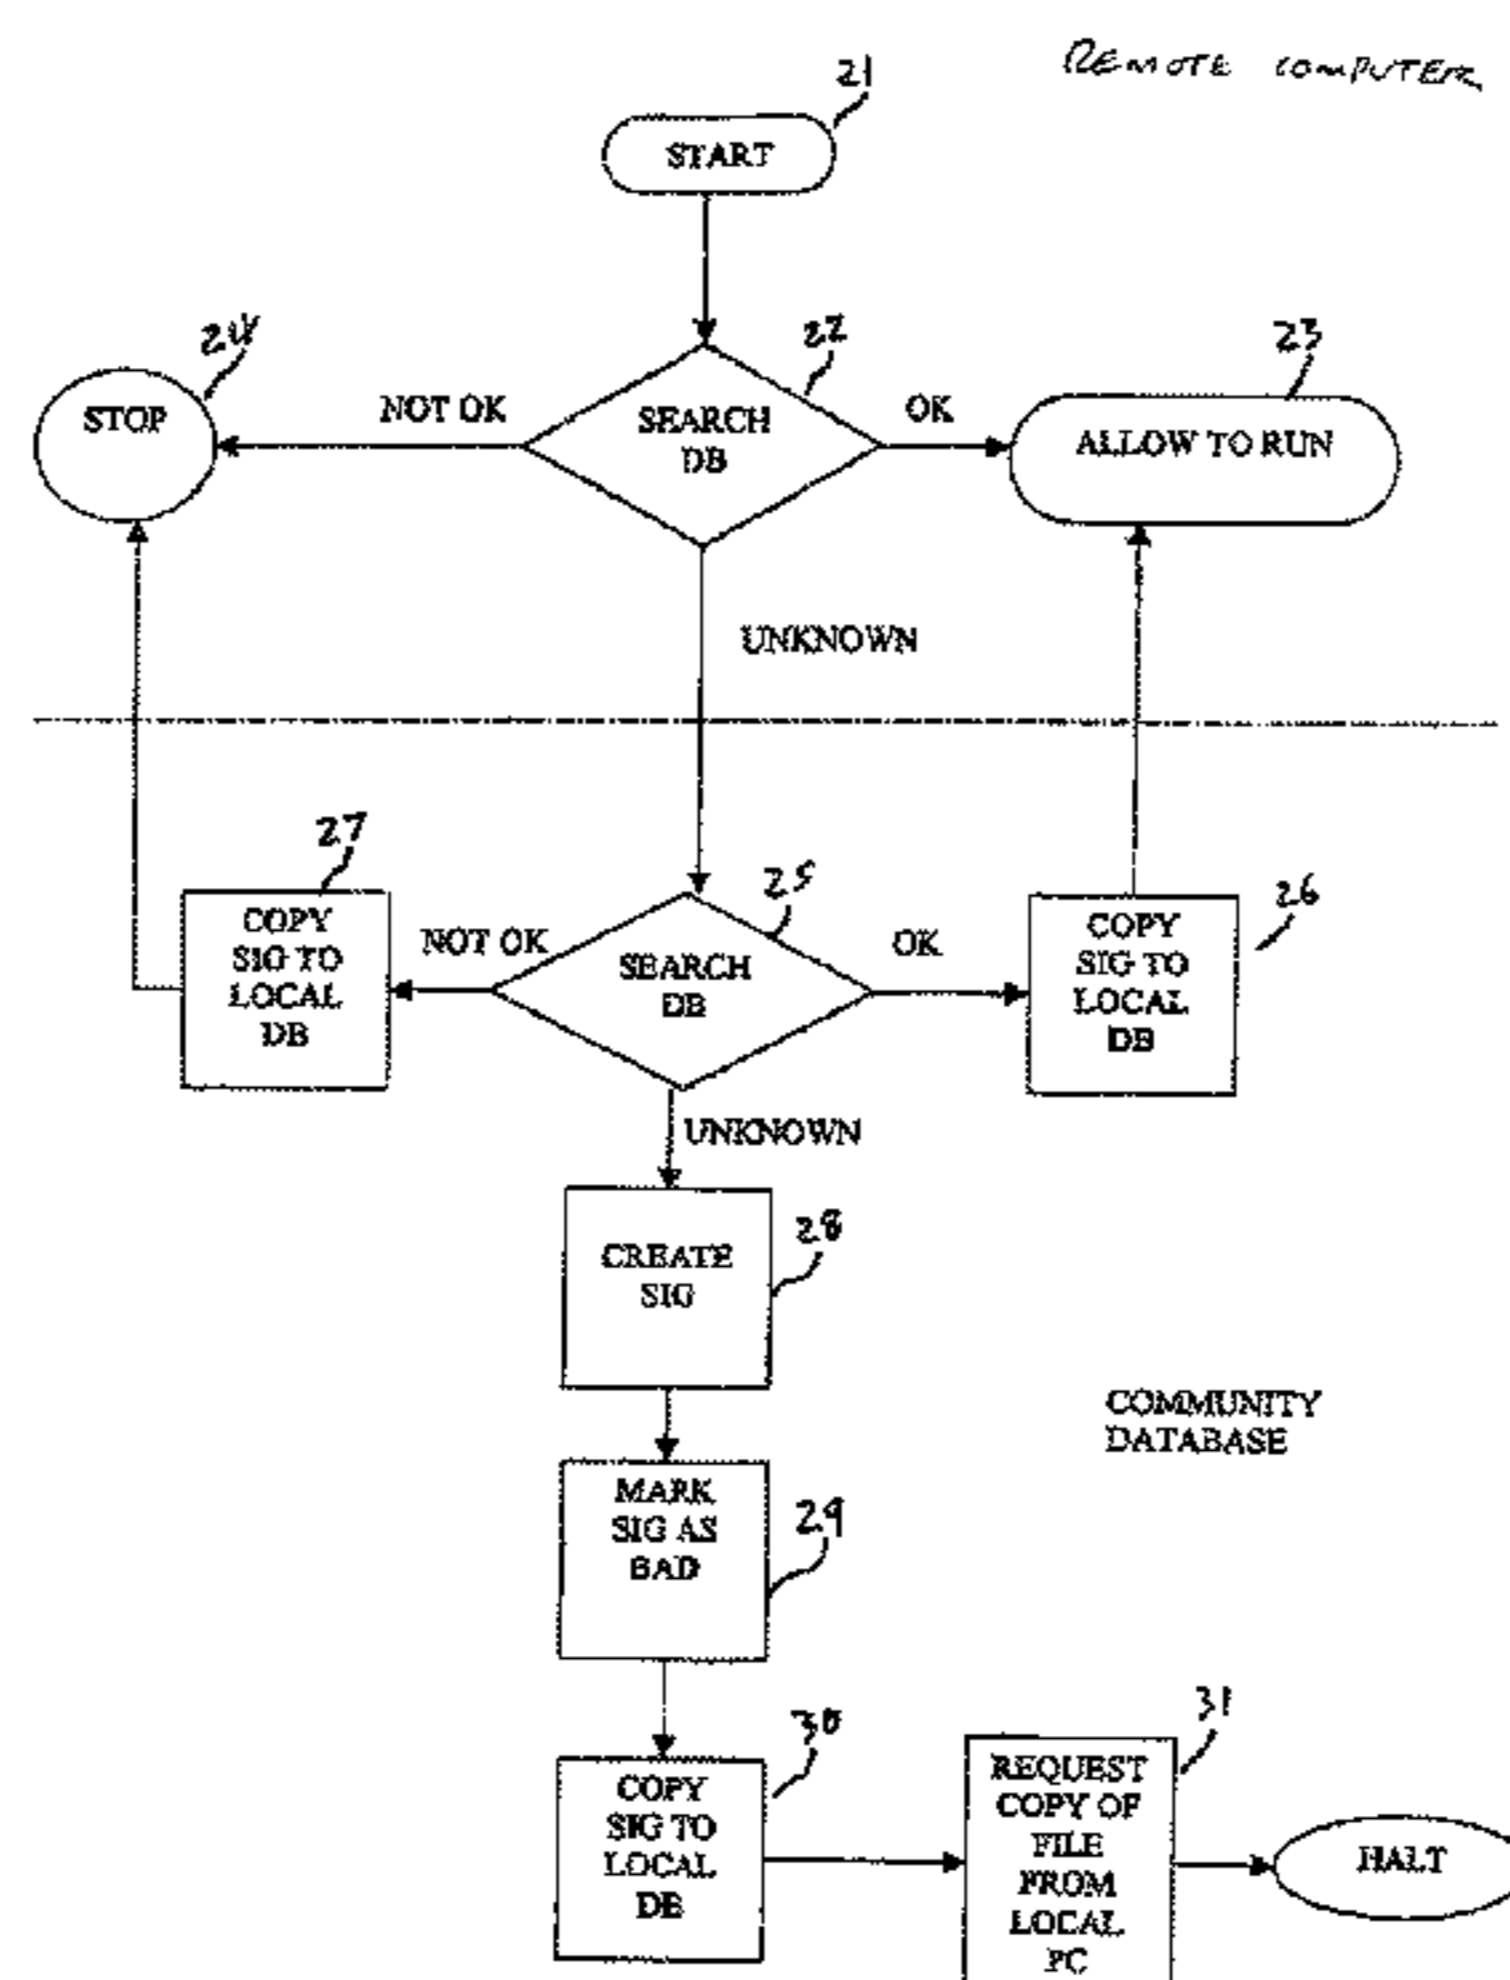 REMOTE COMPUTER
21
START
22
23
24
STOP
NOT OK
SEARCH
DB
OK
ALLOW TO RUN
UNKNOWN
27
25
26
COPY
SIG TO
LOCAL
DB
NOT OK
SEARCH
DB
OK
COPY
SIG TO
LOCAL
DB
UNKNOWN
28
CREATE
SIG
COMMUNITY
DATABASE
MARK
SIG AS
BAD
29
30
31
COPY
SIG TO
LOCAL
DB
REQUEST
COPY OF
FILE
FROM
LOCAL
PC
HALT